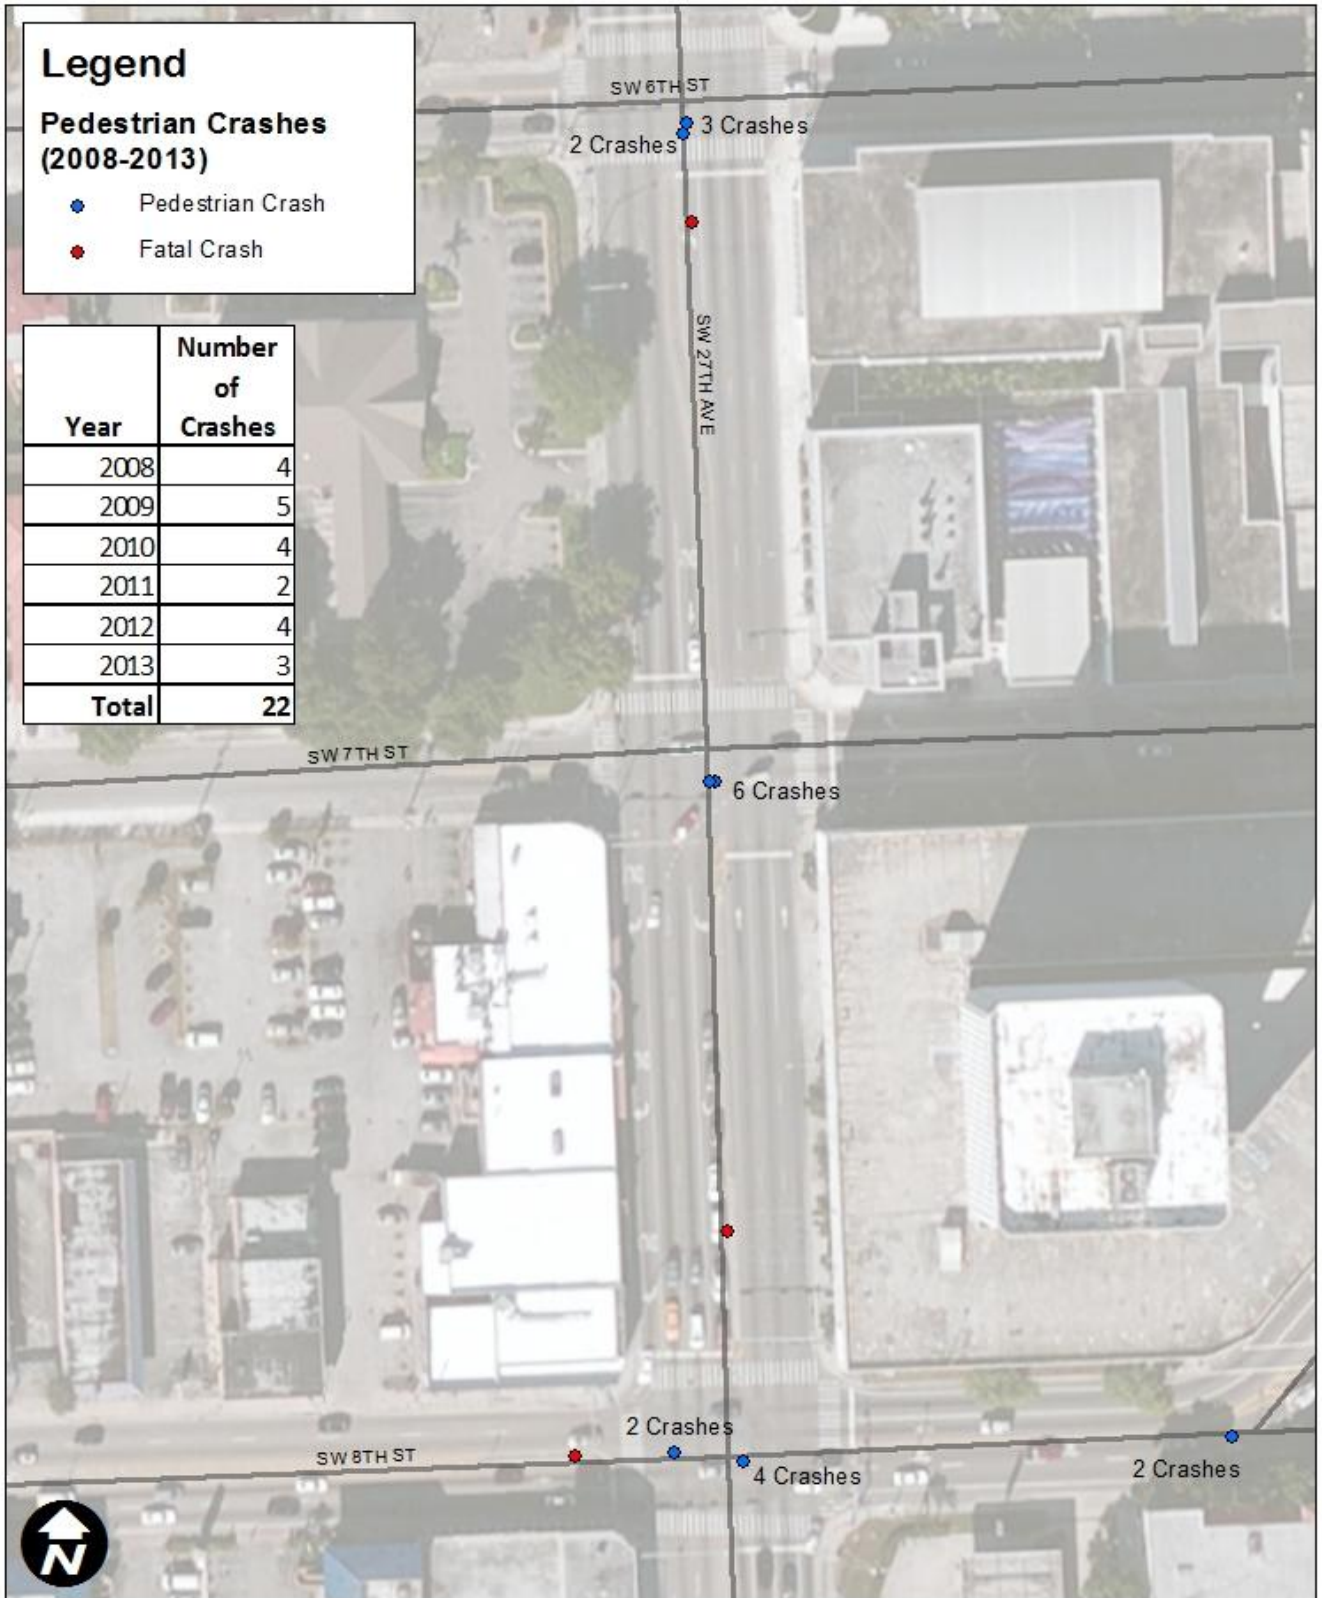 Legend
Pedestrian Crashes
(2008-2013)
Pedestrian Crash
Fatal Crash
Year Number of Crashes
2008 4
2009 5
2010 4
2011 2
2012 4
2013 3
Total 22
SW 6TH ST
3 Crashes
2 Crashes
SW 27TH AVE
SW 7TH ST
6 Crashes
2 Crashes
SW 8TH ST
4 Crashes
2 Crashes
N